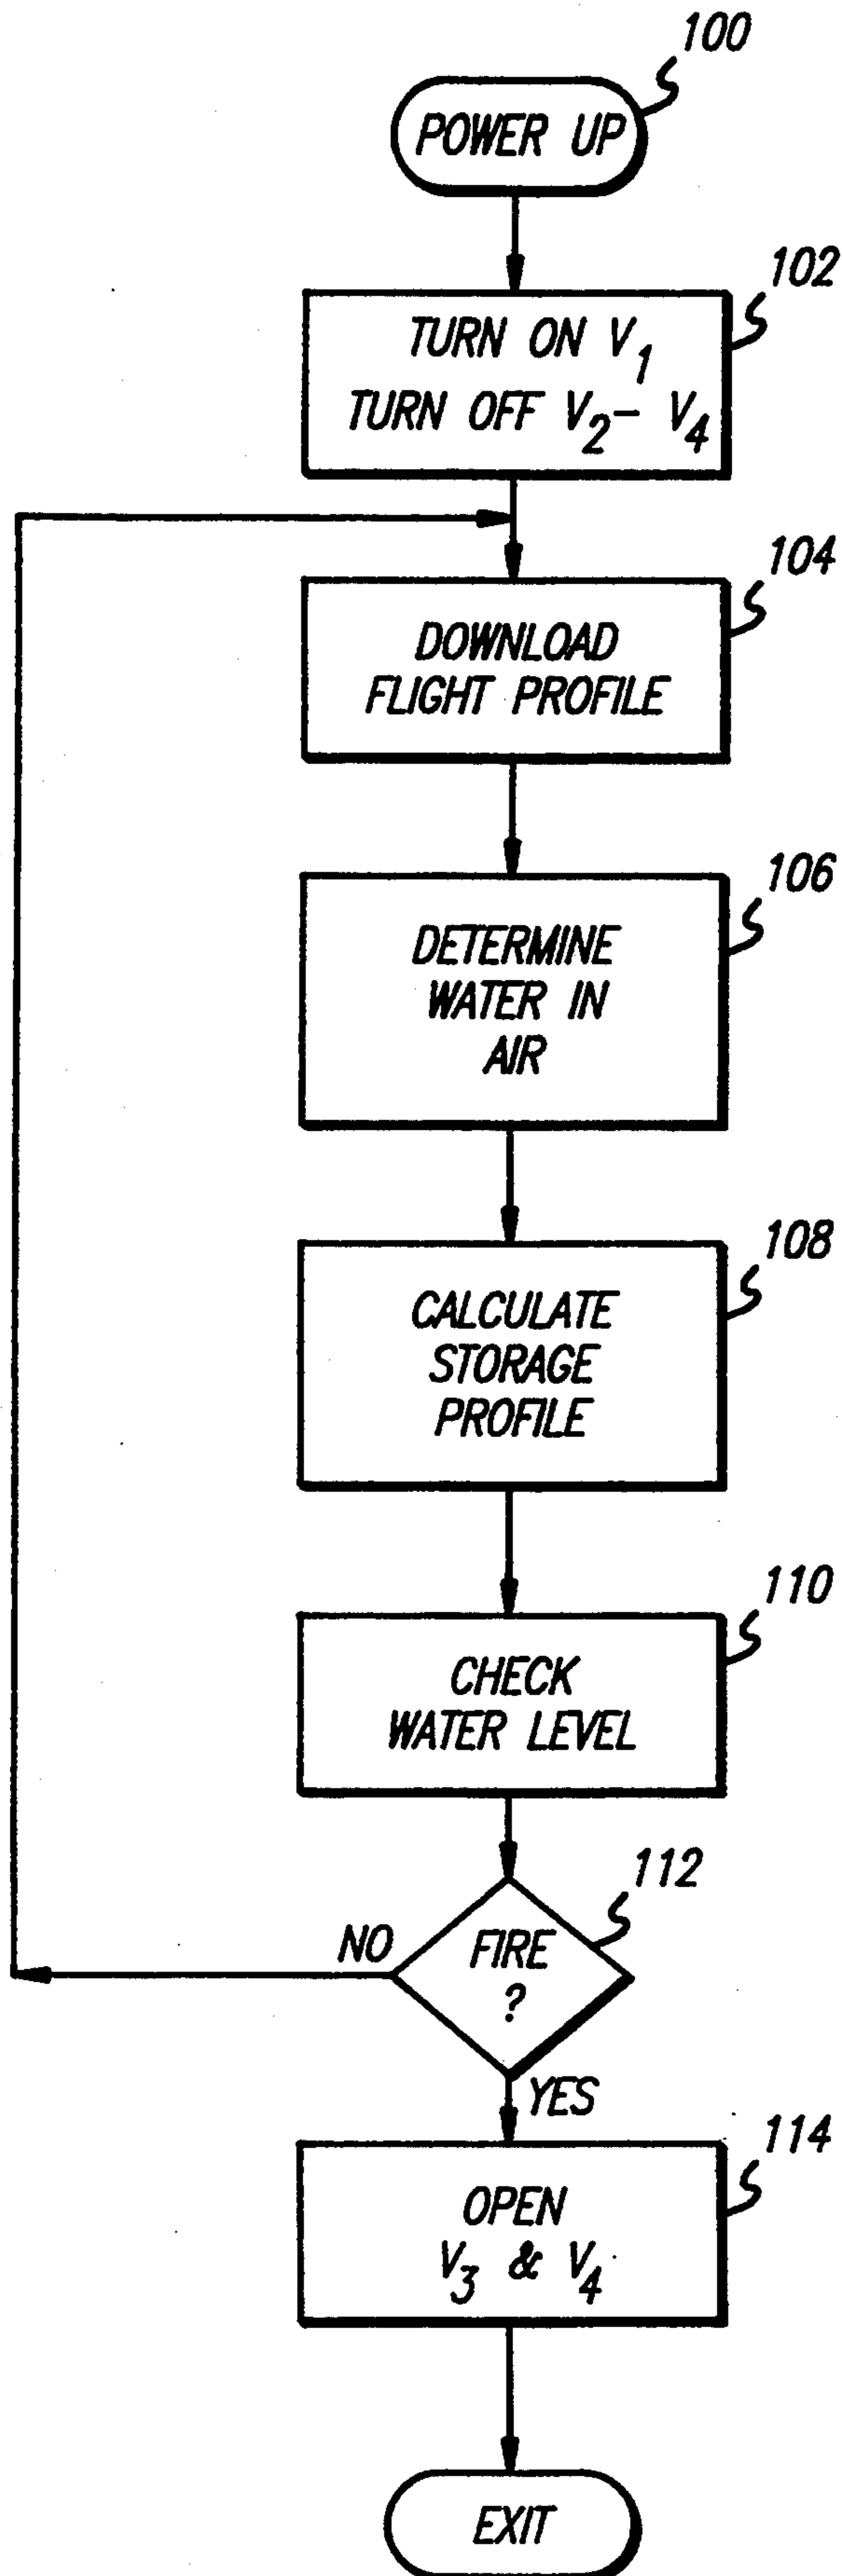 100
POWER UP
102
TURN ON V1
TURN OFF V2- V4
104
DOWNLOAD
FLIGHT PROFILE
106
DETERMINE
WATER IN
AIR
108
CALCULATE
STORAGE
PROFILE
110
CHECK
WATER LEVEL
112
NO
FIRE
?
YES
114
OPEN
V3 & V4
EXIT